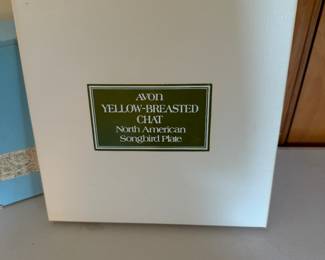 AVON
YELLOW-BREASTED
CHAT
North American
Songbird Plate